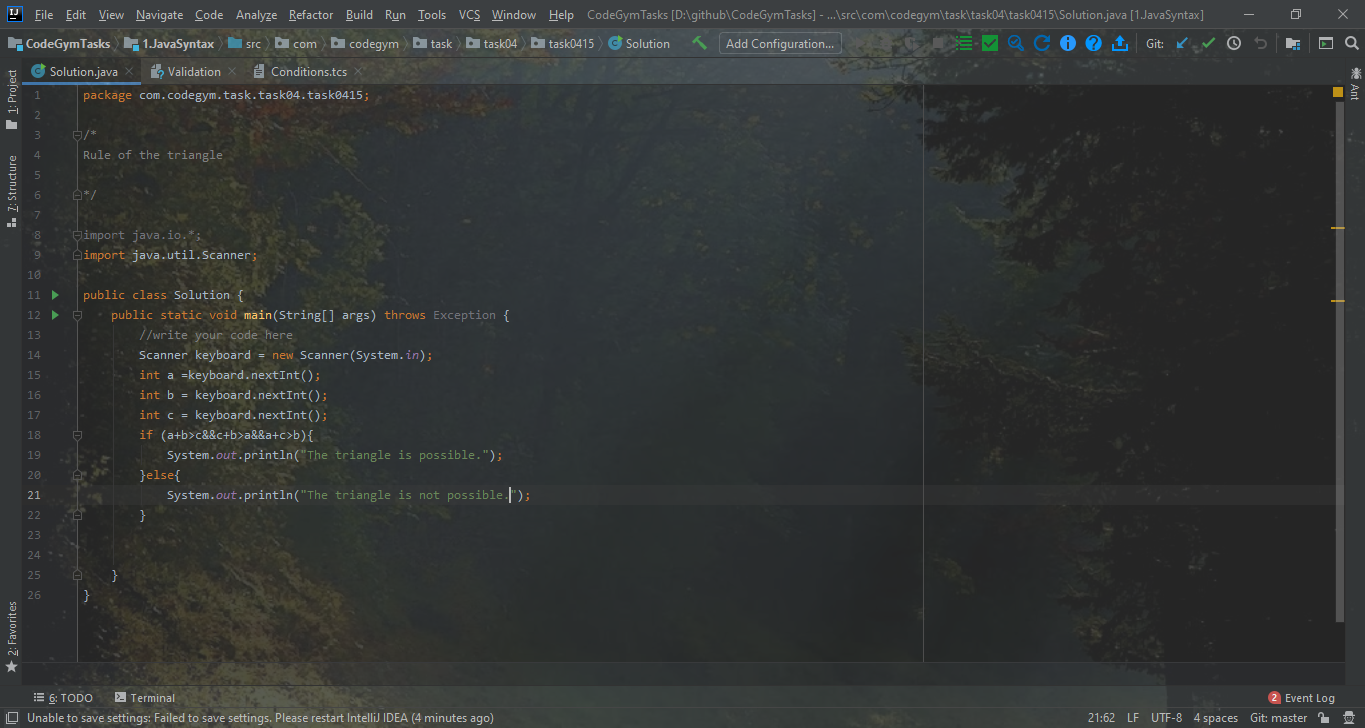 File Edit View Navigate Code Analyze Refactor Build Run Tools VCS Window Help CodeGymTasks [D:\github\CodeGymTasks] - ...\src\com\codegym\task\task04\task0415\Solution.java [1.JavaSyntax]
CodeGymTasks 1.JavaSyntax src com codegym task task04 task0415 Solution Add Configuration... Git:
Solution.java Validation Conditions.tcs
1: Project
7: Structure
2: Favorites
Ant
1 package com.codegym.task.task04.task0415;
2
3 /*
4 Rule of the triangle
5
6 */
7
8 import java.io.*;
9 import java.util.Scanner;
10
11 public class Solution {
12 public static void main(String[] args) throws Exception {
13 //write your code here
14 Scanner keyboard = new Scanner(System.in);
15 int a =keyboard.nextInt();
16 int b = keyboard.nextInt();
17 int c = keyboard.nextInt();
18 if (a+b>c&&c+b>a&&a+c>b){
19 System.out.println("The triangle is possible.");
20 }else{
21 System.out.println("The triangle is not possible.");
22 }
23
24
25 }
26 }
6: TODO Terminal 2 Event Log
Unable to save settings: Failed to save settings. Please restart IntelliJ IDEA (4 minutes ago) 21:62 LF UTF-8 4 spaces Git: master